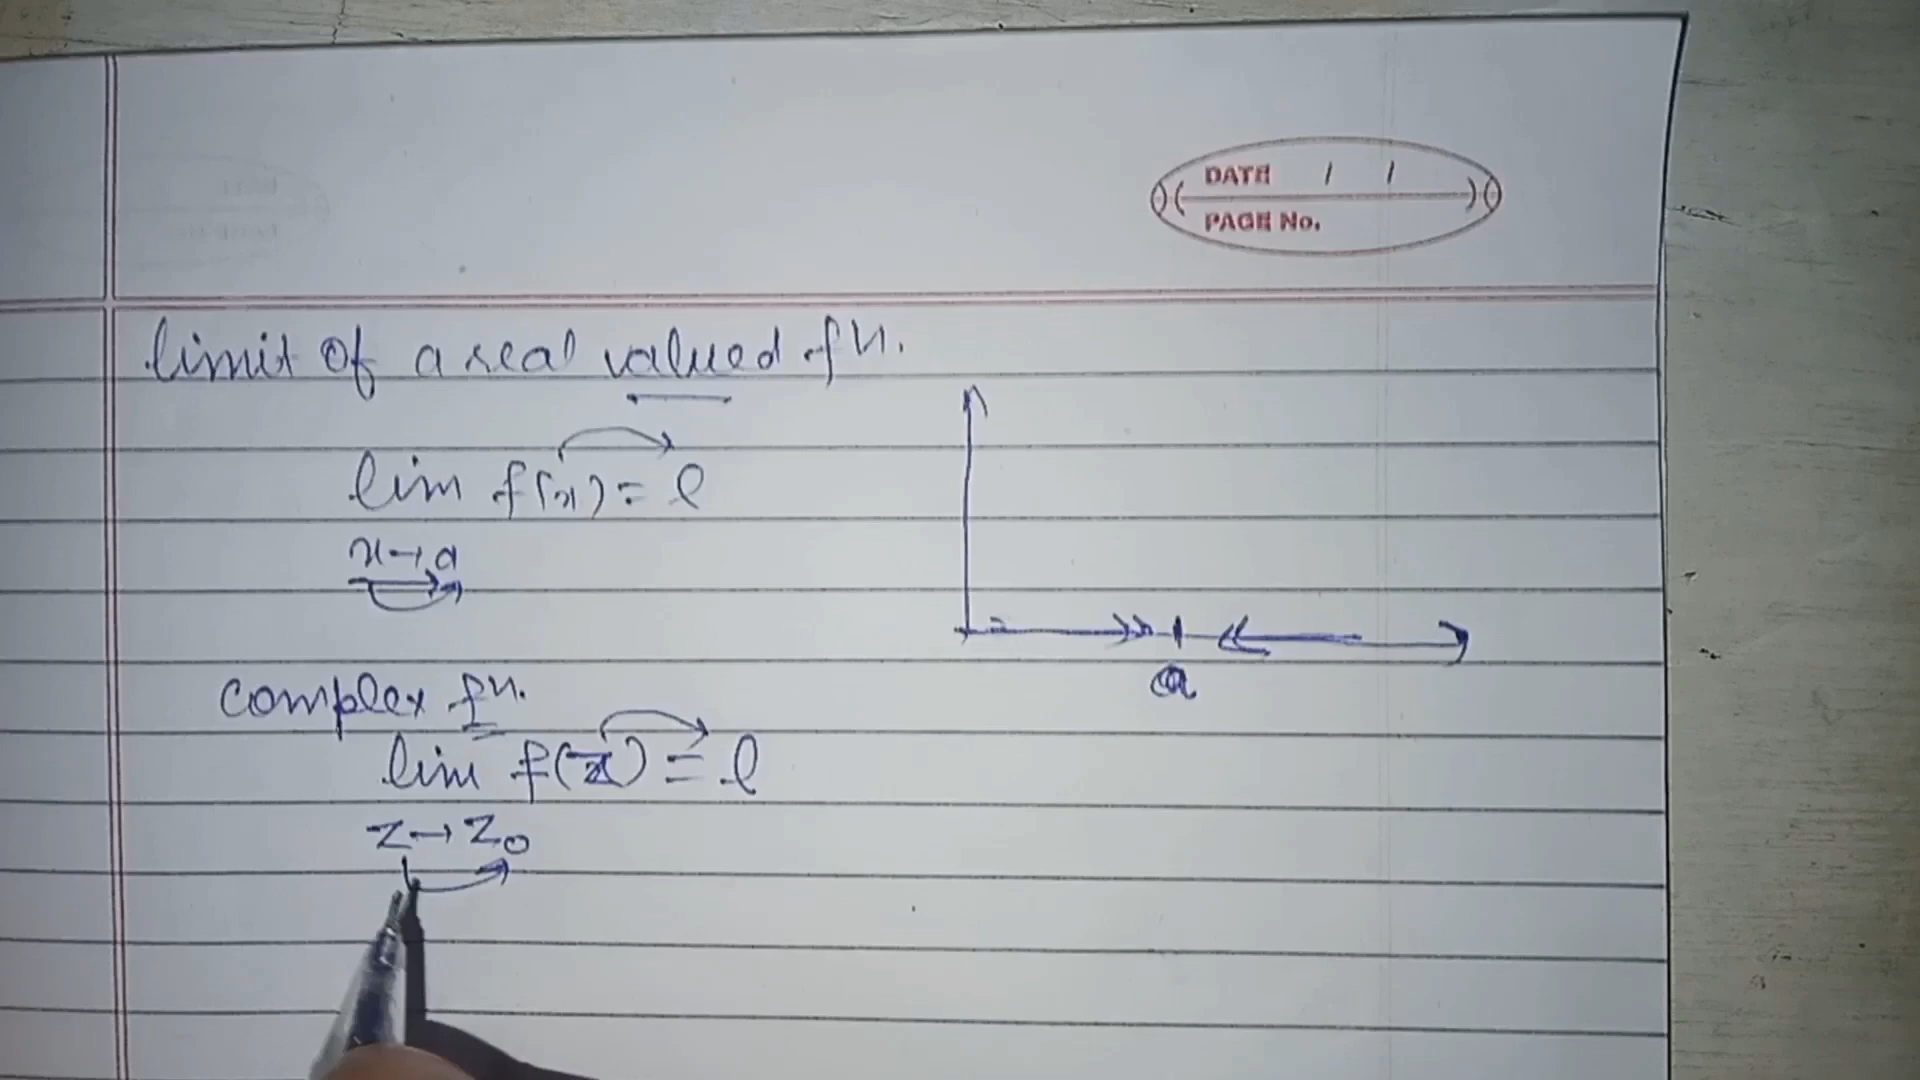 DATE / /
PAGE No.
limit of a real valued fn.
lim f(x) = l
x→a
a
Complex fn.
lim f(z) = l
z→z₀